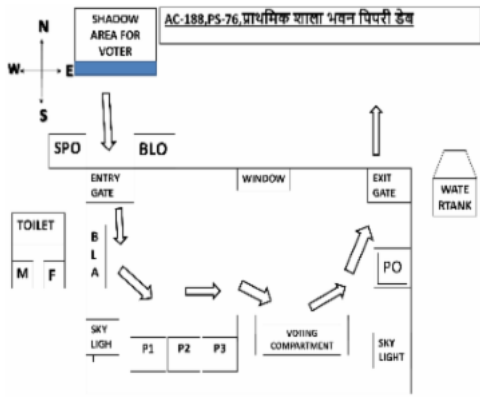 N
W E
S
SHADOW
AREA FOR
VOTER
AC-188,PS-76,प्राथमिक शाला भवन पिपरी डेब
SPO
BLO
ENTRY
GATE
WINDOW
EXIT
GATE
WATE
RTANK
TOILET
M F
B
L
A
PO
SKY
LIGH
T
P1 P2 P3
VOTING
COMPARTMENT
SKY
LIGHT